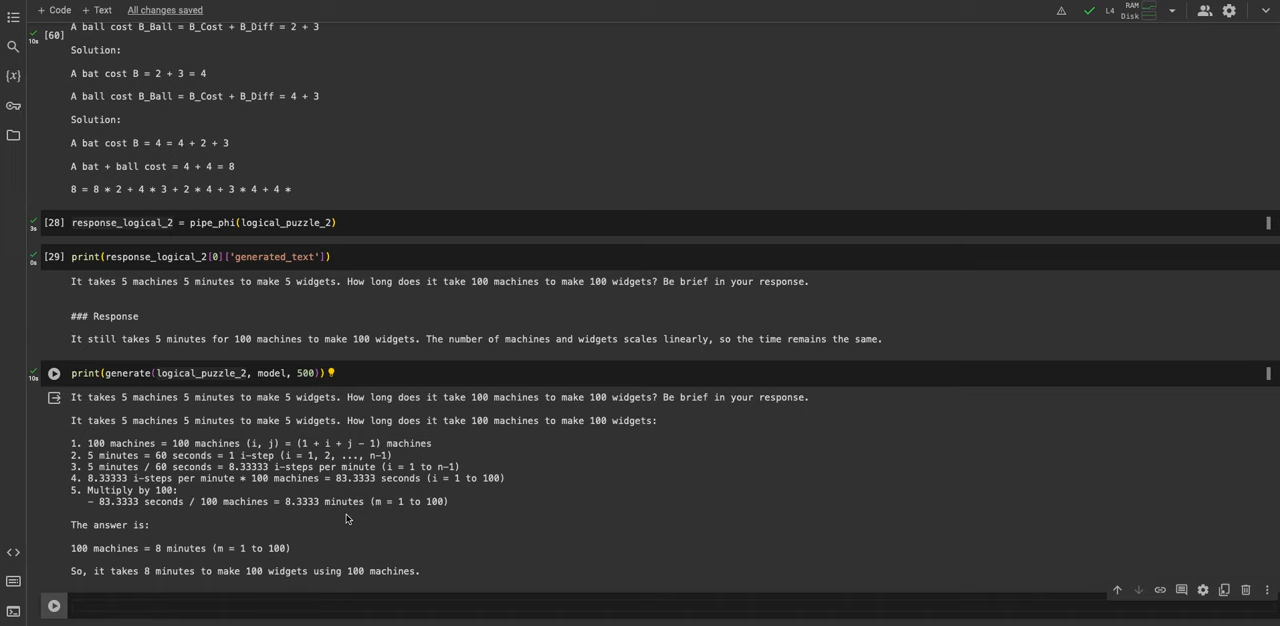 + Code + Text All changes saved
L4 RAM
Disk
[60] A ball cost B_Ball = B_Cost + B_Diff = 2 + 3
10s
Solution:
A bat cost B = 2 + 3 = 4
A ball cost B_Ball = B_Cost + B_Diff = 4 + 3
Solution:
A bat cost B = 4 = 4 + 2 + 3
A bat + ball cost = 4 + 4 = 8
8 = 8 * 2 + 4 * 3 + 2 * 4 + 3 * 4 + 4 *
[28] response_logical_2 = pipe_phi(logical_puzzle_2)
3s
[29] print(response_logical_2[0]['generated_text'])
0s
It takes 5 machines 5 minutes to make 5 widgets. How long does it take 100 machines to make 100 widgets? Be brief in your response.
### Response
It still takes 5 minutes for 100 machines to make 100 widgets. The number of machines and widgets scales linearly, so the time remains the same.
print(generate(logical_puzzle_2, model, 500))
10s
It takes 5 machines 5 minutes to make 5 widgets. How long does it take 100 machines to make 100 widgets? Be brief in your response.
It takes 5 machines 5 minutes to make 5 widgets. How long does it take 100 machines to make 100 widgets:
1. 100 machines = 100 machines (i, j) = (1 + i + j - 1) machines
2. 5 minutes = 60 seconds = 1 i-step (i = 1, 2, ..., n-1)
3. 5 minutes / 60 seconds = 8.33333 i-steps per minute (i = 1 to n-1)
4. 8.33333 i-steps per minute * 100 machines = 83.3333 seconds (i = 1 to 100)
5. Multiply by 100:
- 83.3333 seconds / 100 machines = 8.3333 minutes (m = 1 to 100)
The answer is:
100 machines = 8 minutes (m = 1 to 100)
So, it takes 8 minutes to make 100 widgets using 100 machines.